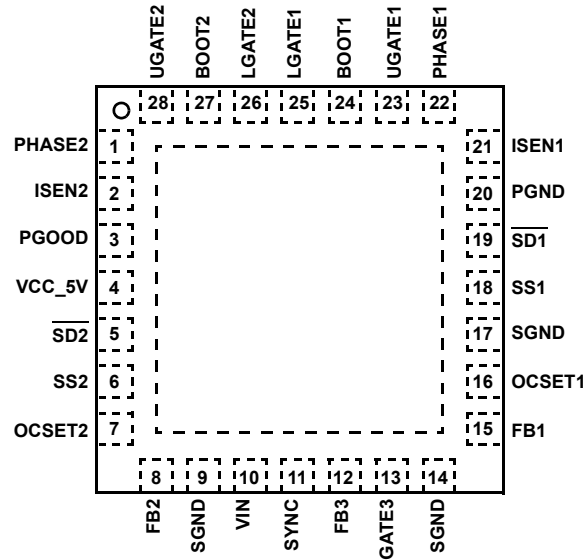 UGATE2
BOOT2
LGATE2
LGATE1
BOOT1
UGATE1
PHASE1
28 27 26 25 24 23 22
PHASE2 1
21 ISEN1
ISEN2 2
20 PGND
PGOOD 3
19 SD1
VCC_5V 4
18 SS1
SD2 5
17 SGND
SS2 6
16 OCSET1
OCSET2 7
15 FB1
8 9 10 11 12 13 14
FB2
SGND
VIN
SYNC
FB3
GATE3
SGND